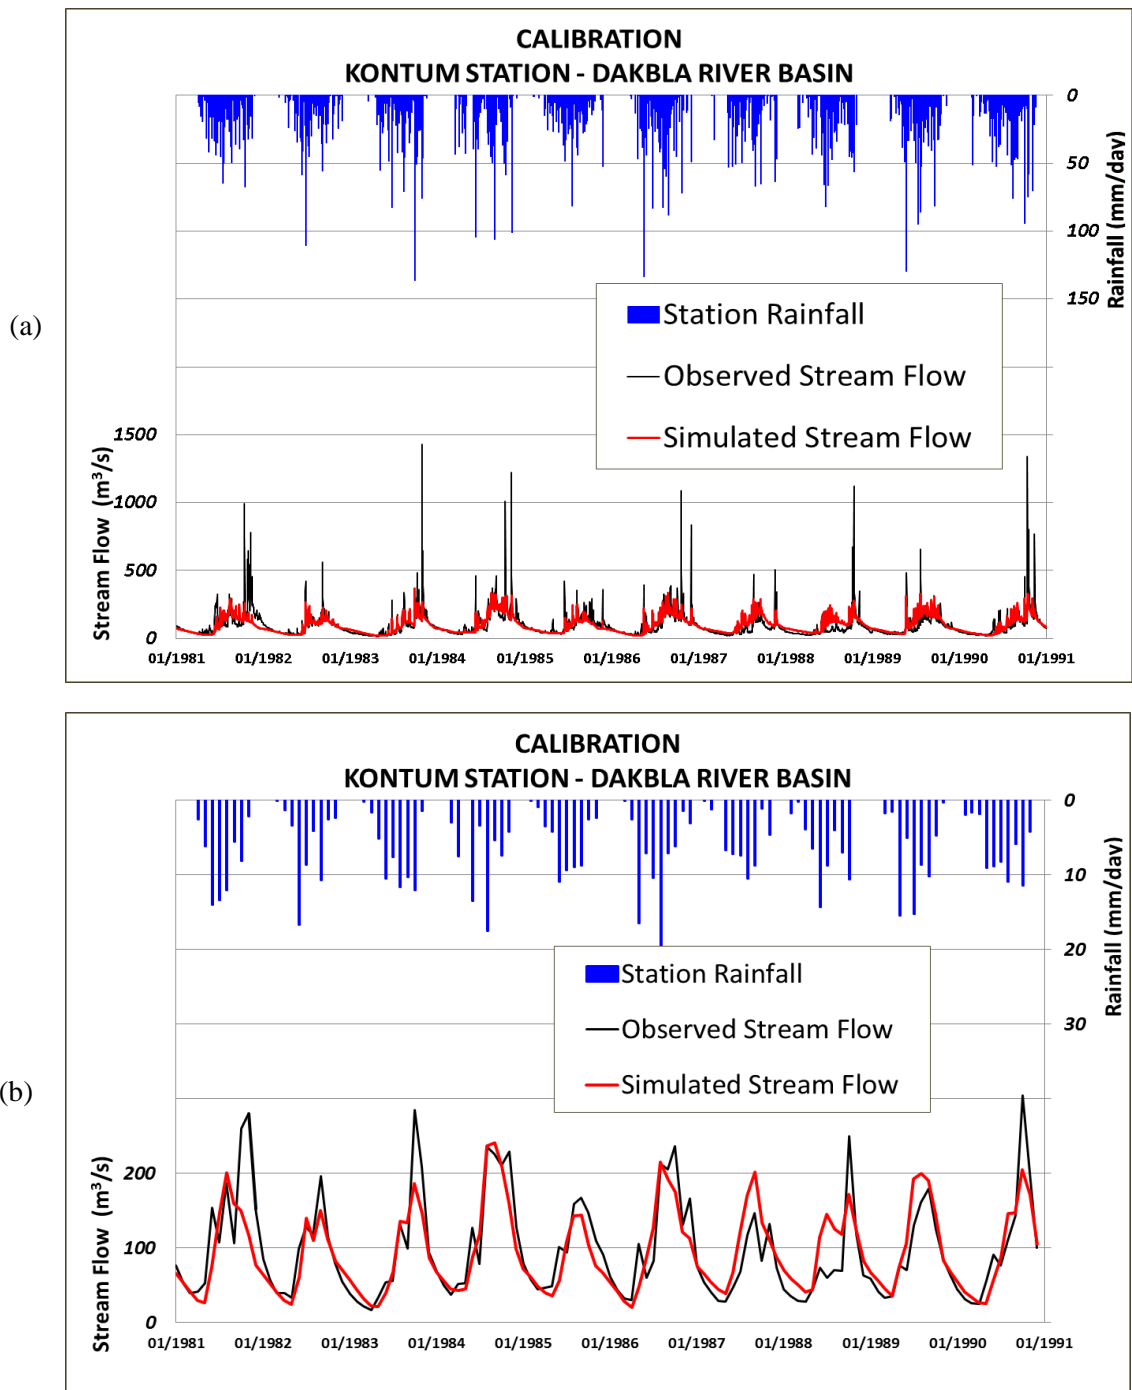 CALIBRATION
KONTUM STATION - DAKBLA RIVER BASIN
0
50
100
150
Rainfall (mm/day)
(a)
Station Rainfall
Observed Stream Flow
Simulated Stream Flow
1500
1000
500
0
Stream Flow (m³/s)
01/1981 01/1982 01/1983 01/1984 01/1985 01/1986 01/1987 01/1988 01/1989 01/1990 01/1991
CALIBRATION
KONTUM STATION - DAKBLA RIVER BASIN
0
10
20
30
Rainfall (mm/day)
(b)
Station Rainfall
Observed Stream Flow
Simulated Stream Flow
200
100
0
Stream Flow (m³/s)
01/1981 01/1982 01/1983 01/1984 01/1985 01/1986 01/1987 01/1988 01/1989 01/1990 01/1991